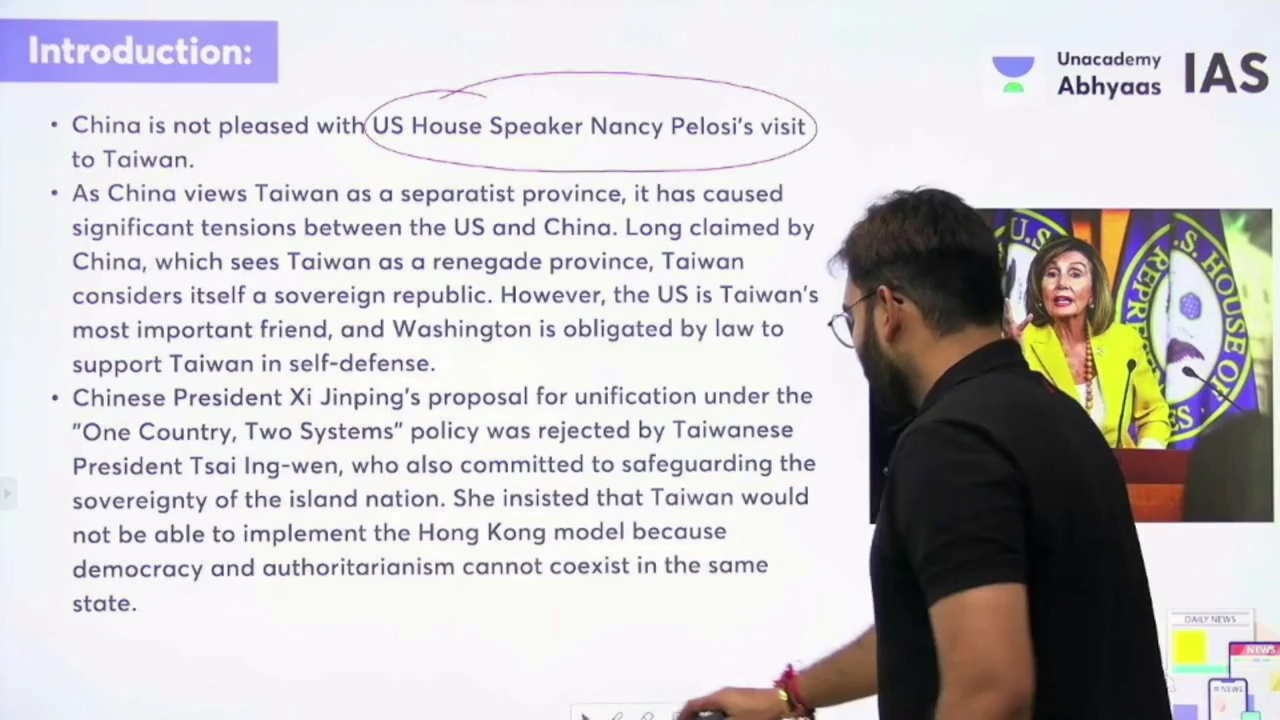 Introduction:
Unacademy
Abhyaas
IAS
• China is not pleased with US House Speaker Nancy Pelosi's visit
to Taiwan.
• As China views Taiwan as a separatist province, it has caused
significant tensions between the US and China. Long claimed by
China, which sees Taiwan as a renegade province, Taiwan
considers itself a sovereign republic. However, the US is Taiwan's
most important friend, and Washington is obligated by law to
support Taiwan in self-defense.
• Chinese President Xi Jinping's proposal for unification under the
"One Country, Two Systems" policy was rejected by Taiwanese
President Tsai Ing-wen, who also committed to safeguarding the
sovereignty of the island nation. She insisted that Taiwan would
not be able to implement the Hong Kong model because
democracy and authoritarianism cannot coexist in the same
state.
U.S.
S. HOUSE OF
DAILY NEWS
NEWS
NEWS